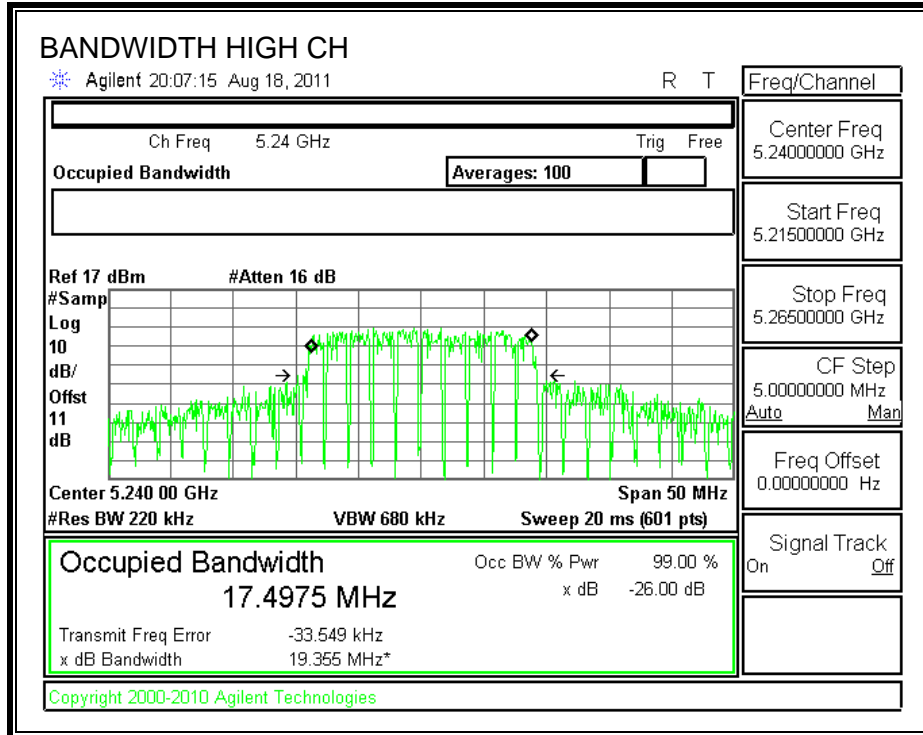 BANDWIDTH HIGH CH
Agilent 20:07:15 Aug 18, 2011 R T
Freq/Channel
Ch Freq 5.24 GHz Trig Free
Occupied Bandwidth Averages: 100
Ref 17 dBm #Atten 16 dB
#Samp
Log
10
dB/
Offst
11
dB
Center 5.240 00 GHz Span 50 MHz
#Res BW 220 kHz VBW 680 kHz Sweep 20 ms (601 pts)
Occupied Bandwidth Occ BW % Pwr 99.00 %
17.4975 MHz x dB -26.00 dB
Transmit Freq Error -33.549 kHz
x dB Bandwidth 19.355 MHz*
Copyright 2000-2010 Agilent Technologies
Center Freq
5.24000000 GHz
Start Freq
5.21500000 GHz
Stop Freq
5.26500000 GHz
CF Step
5.00000000 MHz
Auto Man
Freq Offset
0.00000000 Hz
Signal Track
On Off